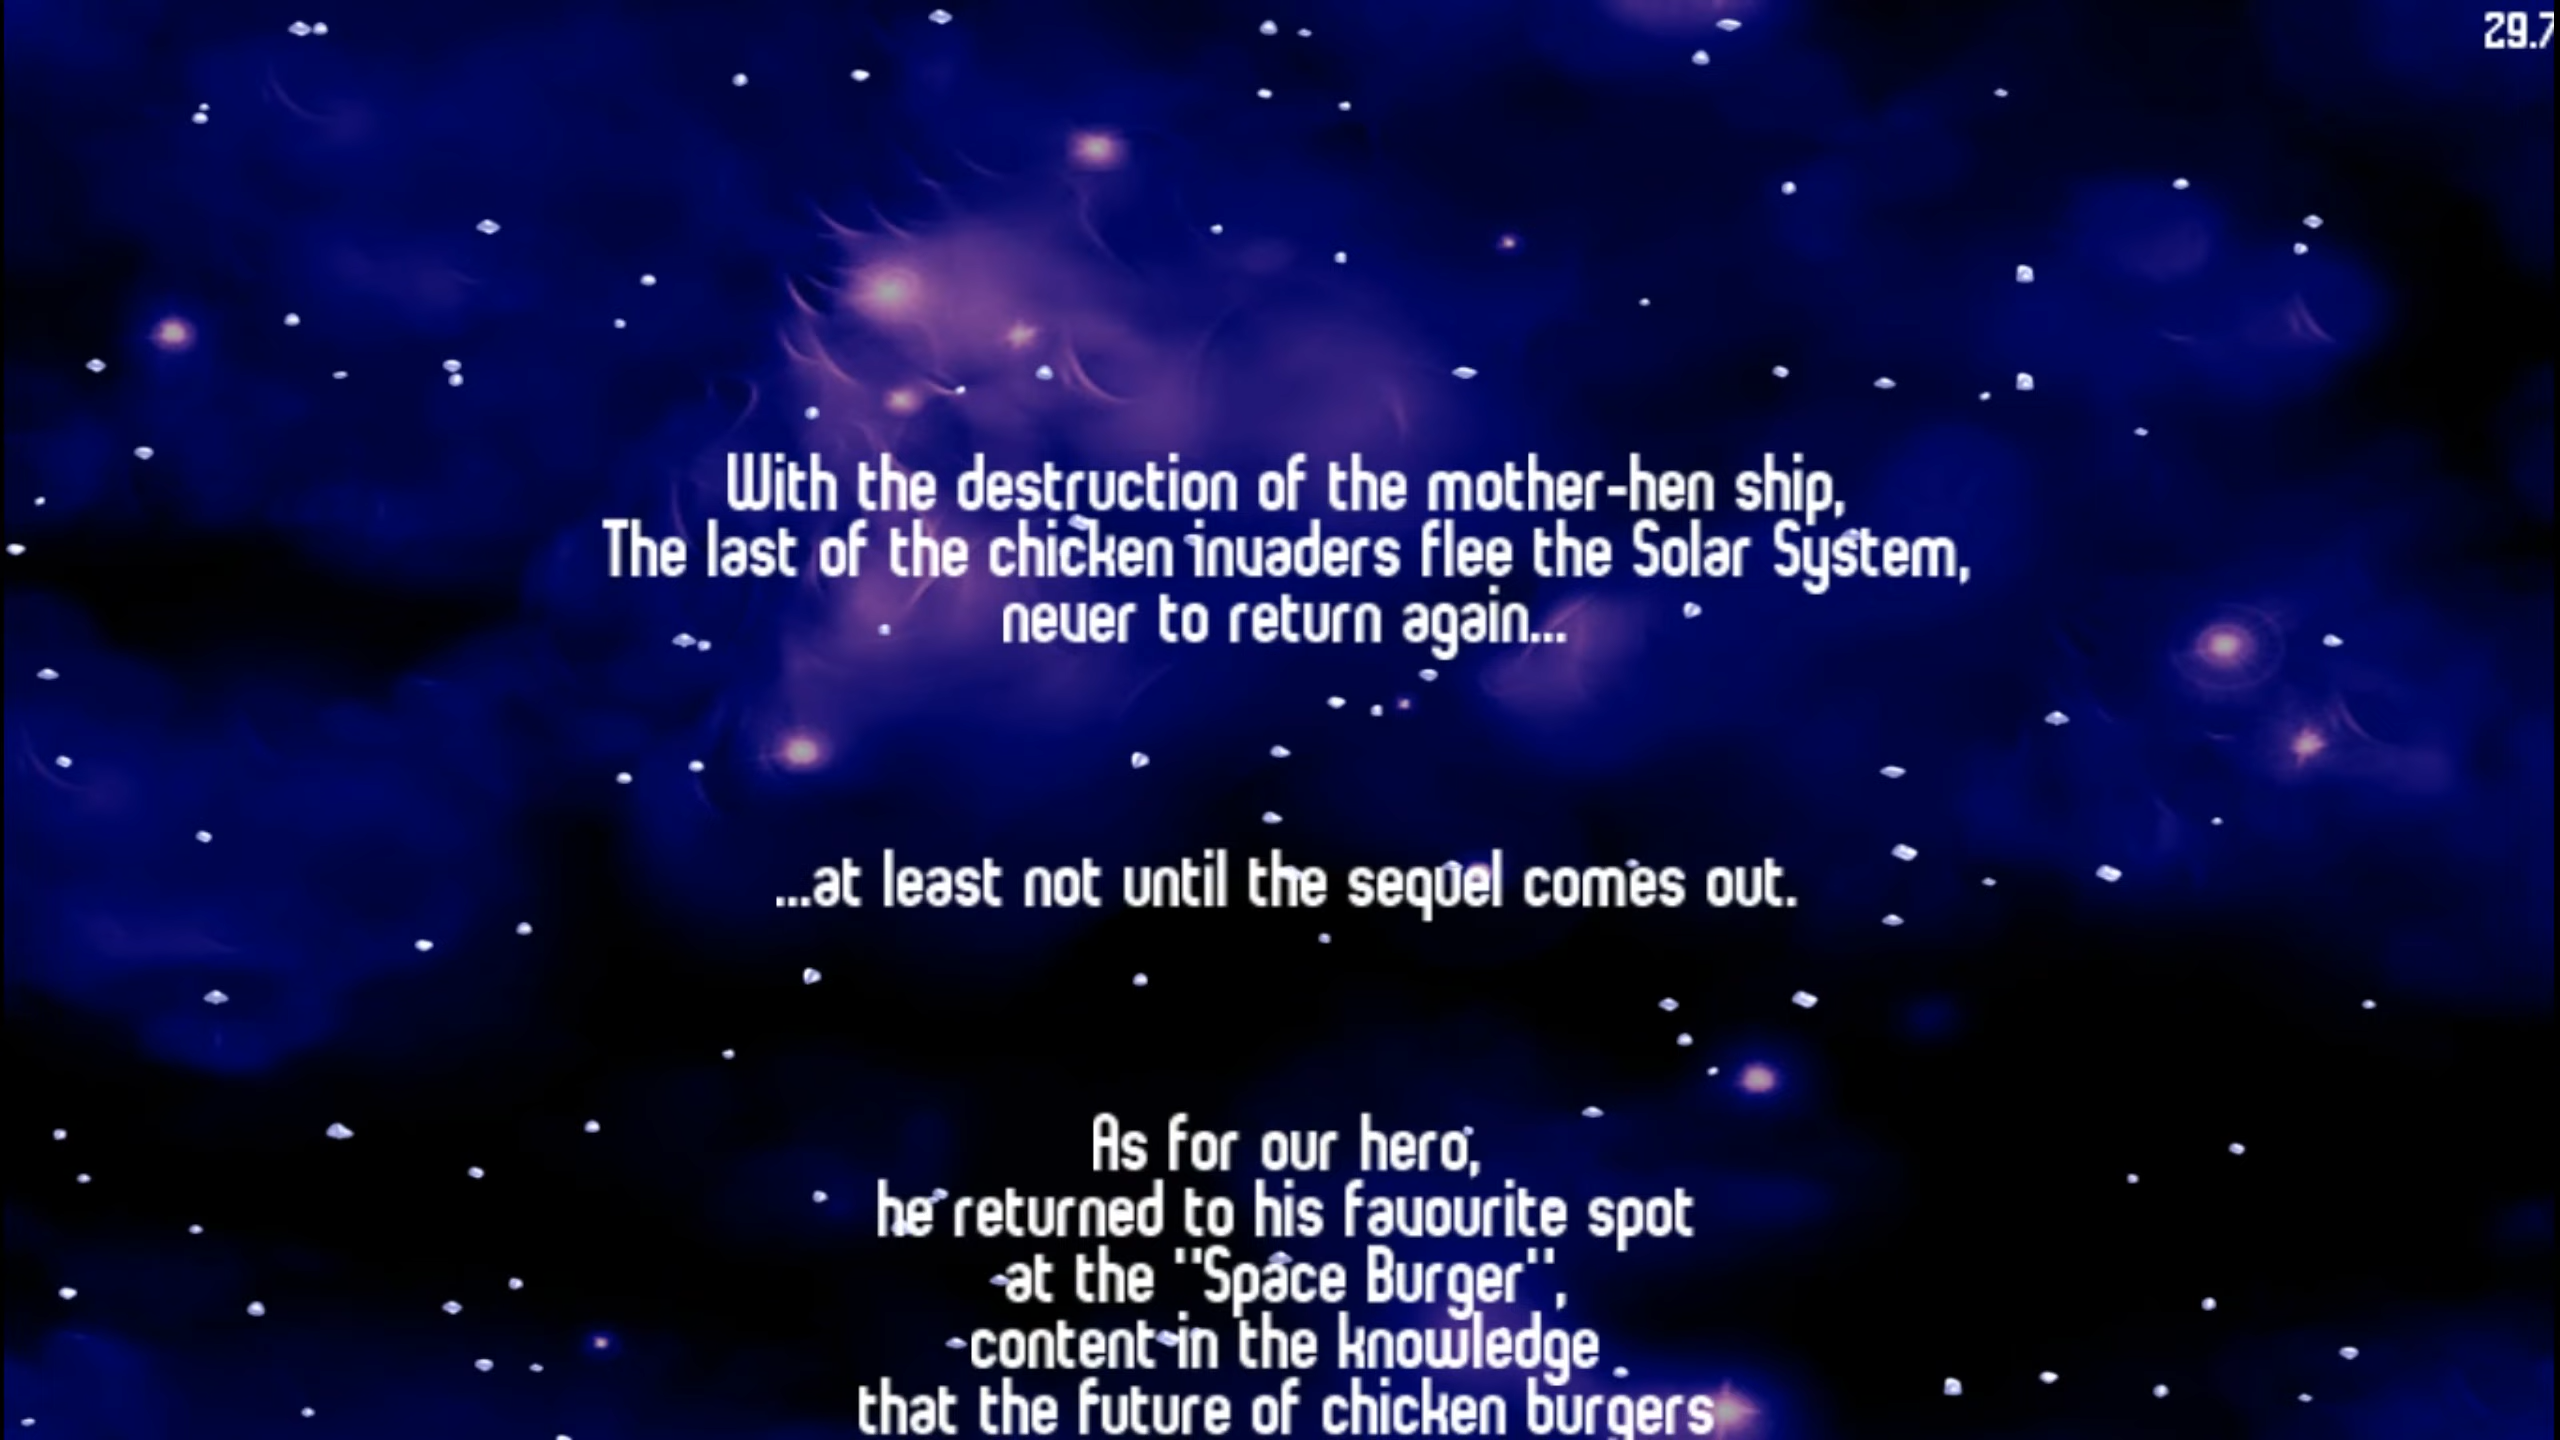 29.7
With the destruction of the mother-hen ship,
The last of the chicken invaders flee the Solar System,
never to return again...
...at least not until the sequel comes out.
As for our hero,
he returned to his favourite spot
at the "Space Burger",
content in the knowledge
that the future of chicken burgers